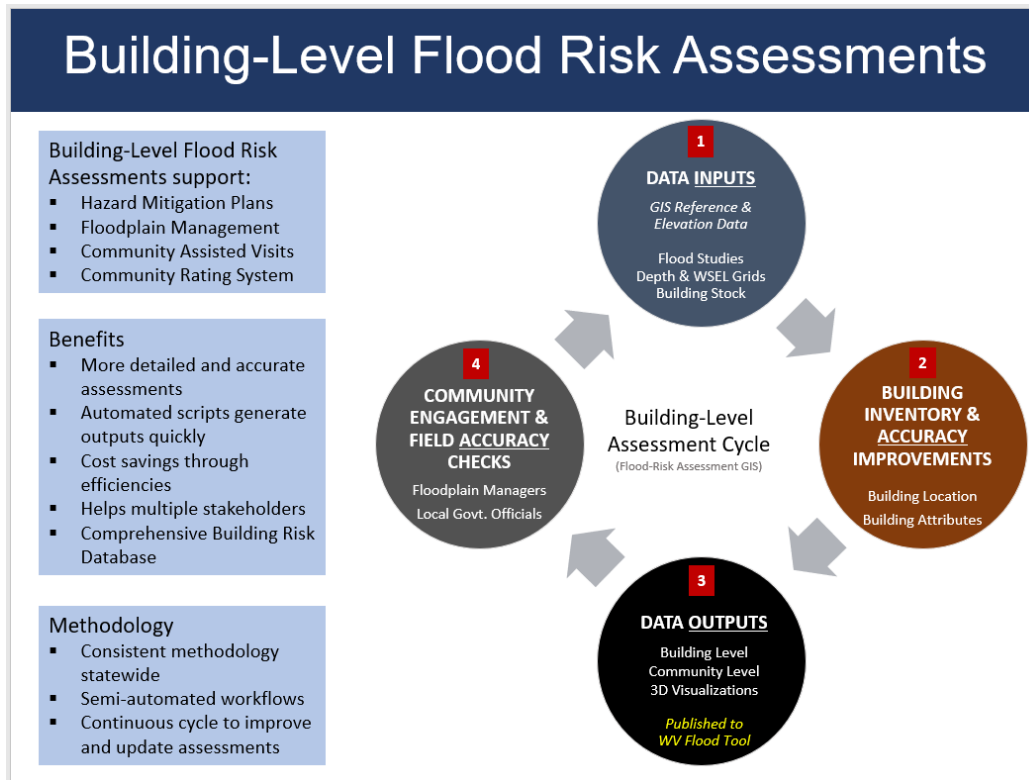 Building-Level Flood Risk Assessments
Building-Level Flood Risk
Assessments support:
▪ Hazard Mitigation Plans
▪ Floodplain Management
▪ Community Assisted Visits
▪ Community Rating System
Benefits
▪ More detailed and accurate
assessments
▪ Automated scripts generate
outputs quickly
▪ Cost savings through
efficiencies
▪ Helps multiple stakeholders
▪ Comprehensive Building Risk
Database
Methodology
▪ Consistent methodology
statewide
▪ Semi-automated workflows
▪ Continuous cycle to improve
and update assessments
1
DATA INPUTS
GIS Reference &
Elevation Data
Flood Studies
Depth & WSEL Grids
Building Stock
2
BUILDING
INVENTORY &
ACCURACY
IMPROVEMENTS
Building Location
Building Attributes
3
DATA OUTPUTS
Building Level
Community Level
3D Visualizations
Published to
WV Flood Tool
4
COMMUNITY
ENGAGEMENT &
FIELD ACCURACY
CHECKS
Floodplain Managers
Local Govt. Officials
Building-Level
Assessment Cycle
(Flood-Risk Assessment GIS)